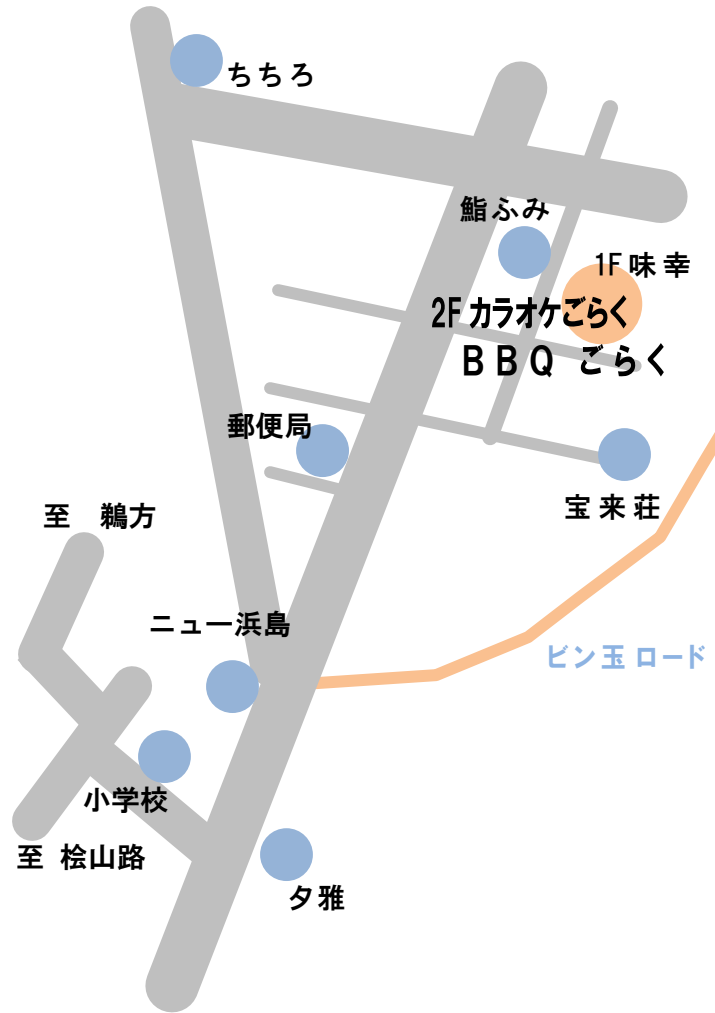 ちちろ
鮨ふみ
1F 味幸
2F カラオケごらく
BBQ ごらく
郵便局
宝来荘
至 鵜方
ニュー浜島
ビン玉 ロード
小学校
至 桧山路
夕雅